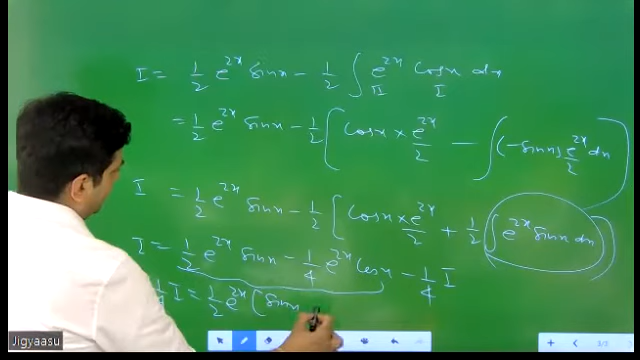 I = 1/2 e^{2x} sinx - 1/2 ∫ e^{2x} cosx dx
II I
= 1/2 e^{2x} sinx - 1/2 [ cosx × e^{2x}/2 - ∫ (-sinx) e^{2x}/2 dx ]
I = 1/2 e^{2x} sinx - 1/2 [ cosx × e^{2x}/2 + 1/2 ∫ e^{2x} sinx dx ]
I = 1/2 e^{2x} sinx - 1/4 e^{2x} cosx - 1/4 I
I = 1/2 e^{2x} ( sinx
Jigyaasu